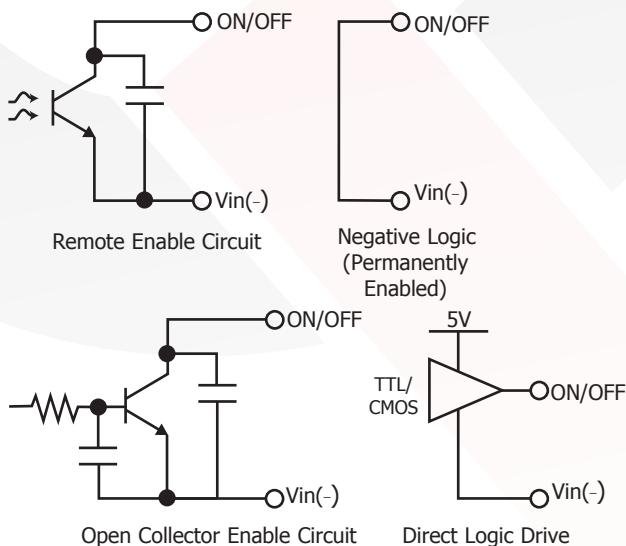 ON/OFF
Vin(–)
Remote Enable Circuit
ON/OFF
Vin(–)
Negative Logic
(Permanently
Enabled)
ON/OFF
Vin(–)
Open Collector Enable Circuit
5V
TTL/
CMOS
ON/OFF
Vin(–)
Direct Logic Drive